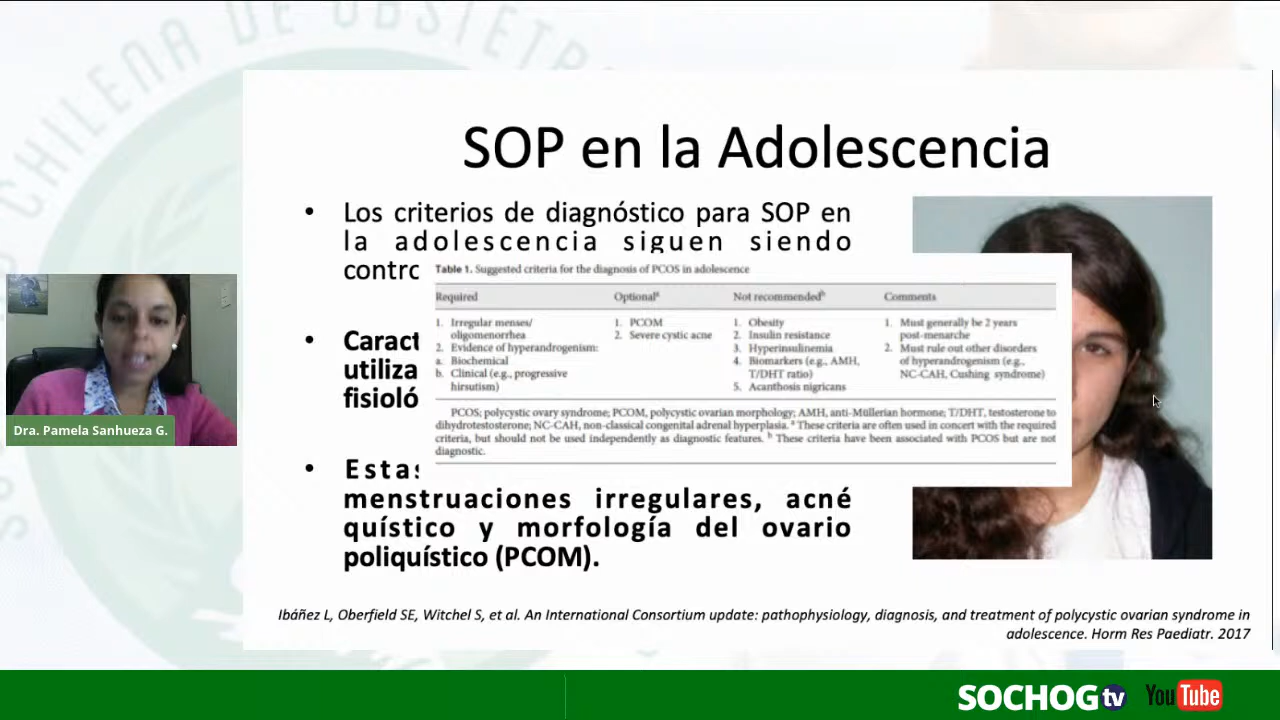 CHILENA DE OBSTETR
SOP en la Adolescencia
• Los criterios de diagnóstico para SOP en
la adolescencia siguen siendo
contro
• Caract
utiliza
fisioló
• Estas
menstruaciones irregulares, acné
quístico y morfología del ovario
poliquístico (PCOM).
Table 1. Suggested criteria for the diagnosis of PCOS in adolescence
Required Optionalᵃ Not recommendedᵇ Comments
1. Irregular menses/ 1. PCOM 1. Obesity 1. Must generally be 2 years
oligomenorrhea 2. Severe cystic acne 2. Insulin resistance post-menarche
2. Evidence of hyperandrogenism: 3. Hyperinsulinemia 2. Must rule out other disorders
a. Biochemical 4. Biomarkers (e.g., AMH, of hyperandrogenism (e.g.,
b. Clinical (e.g., progressive T/DHT ratio) NC-CAH, Cushing syndrome)
hirsutism) 5. Acanthosis nigricans
PCOS; polycystic ovary syndrome; PCOM, polycystic ovarian morphology; AMH, anti-Müllerian hormone; T/DHT, testosterone to
dihydrotestosterone; NC-CAH, non-classical congenital adrenal hyperplasia. ᵃ These criteria are often used in concert with the required
criteria, but should not be used independently as diagnostic features. ᵇ These criteria have been associated with PCOS but are not
diagnostic.
Dra. Pamela Sanhueza G.
Ibáñez L, Oberfield SE, Witchel S, et al. An International Consortium update: pathophysiology, diagnosis, and treatment of polycystic ovarian syndrome in
adolescence. Horm Res Paediatr. 2017
SOCHOG tv YouTube